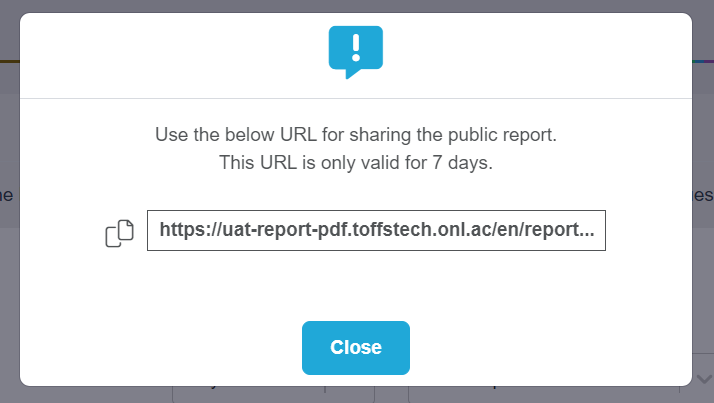 Use the below URL for sharing the public report.
This URL is only valid for 7 days.
https://uat-report-pdf.toffstech.onl.ac/en/report...
Close